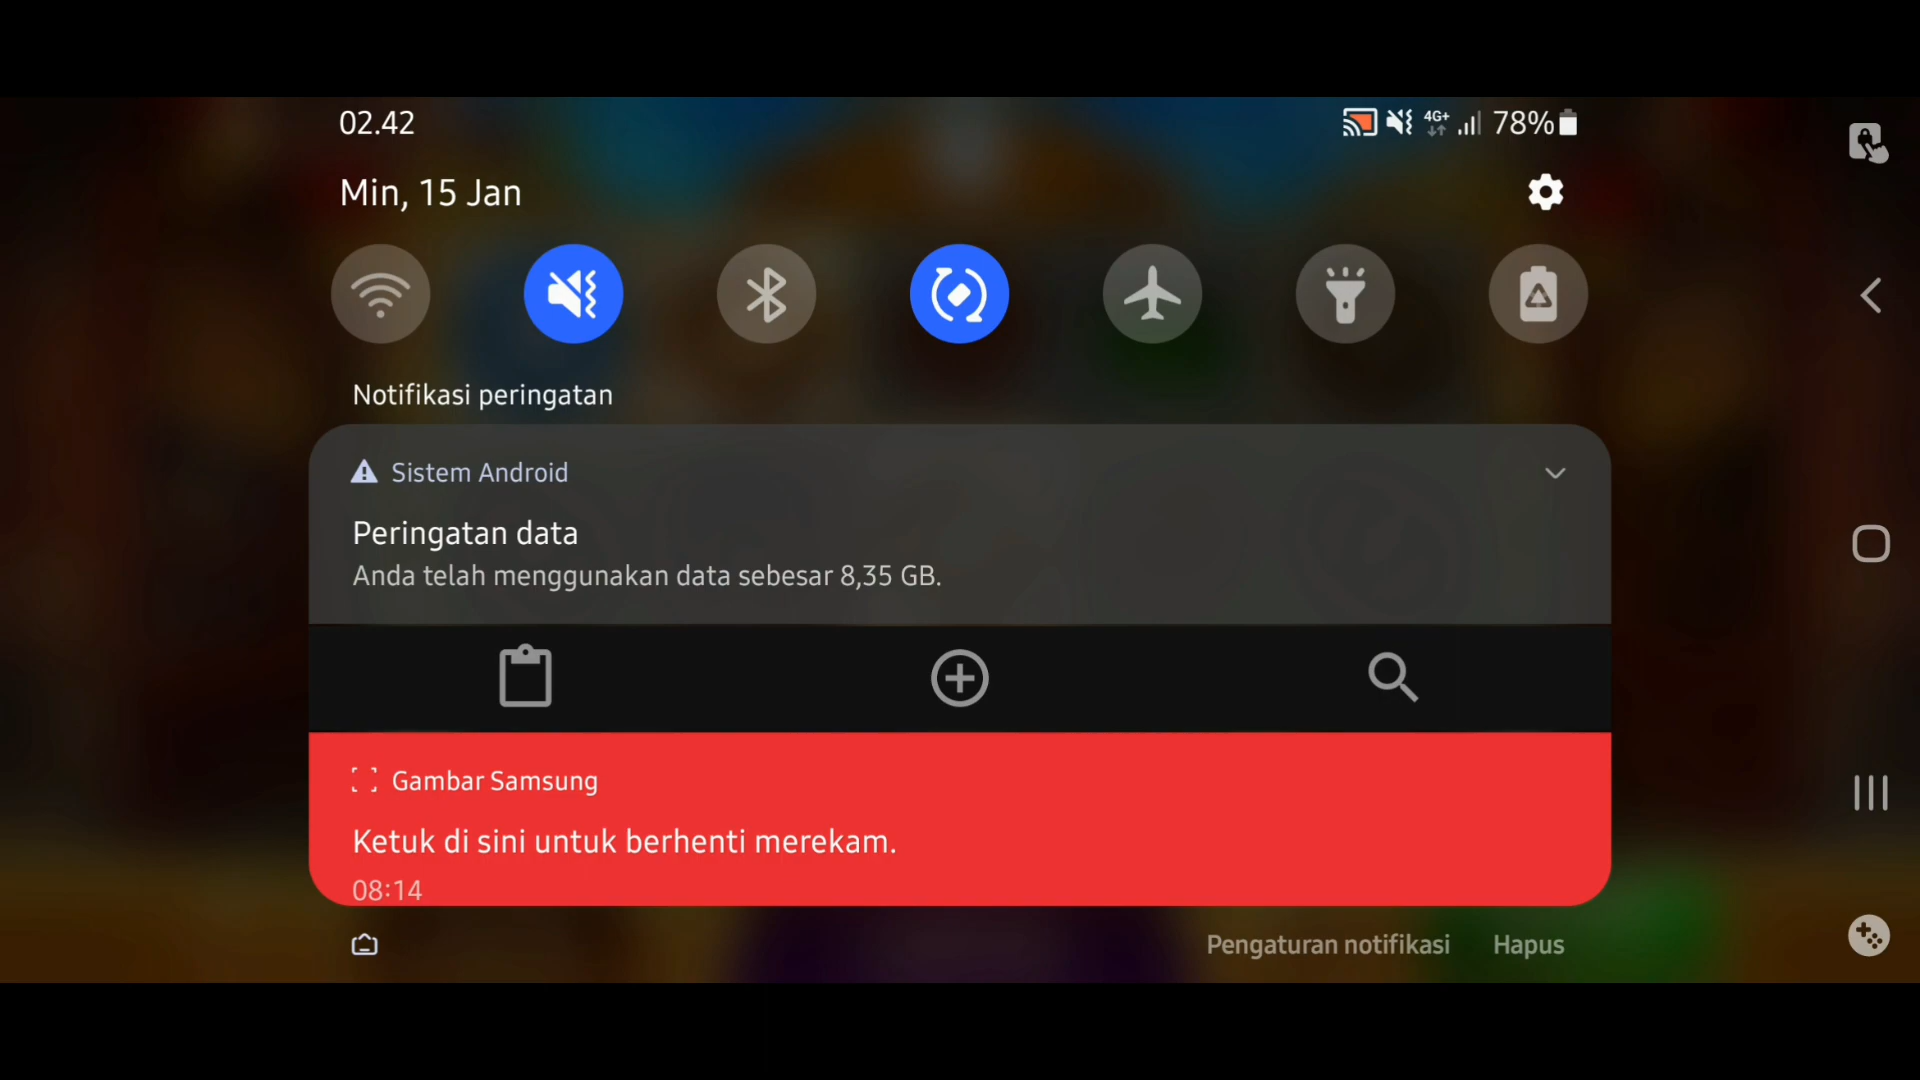 02.42
4G+ 78%
Min, 15 Jan
Notifikasi peringatan
Sistem Android
Peringatan data
Anda telah menggunakan data sebesar 8,35 GB.
Gambar Samsung
Ketuk di sini untuk berhenti merekam.
08:14
Pengaturan notifikasi Hapus